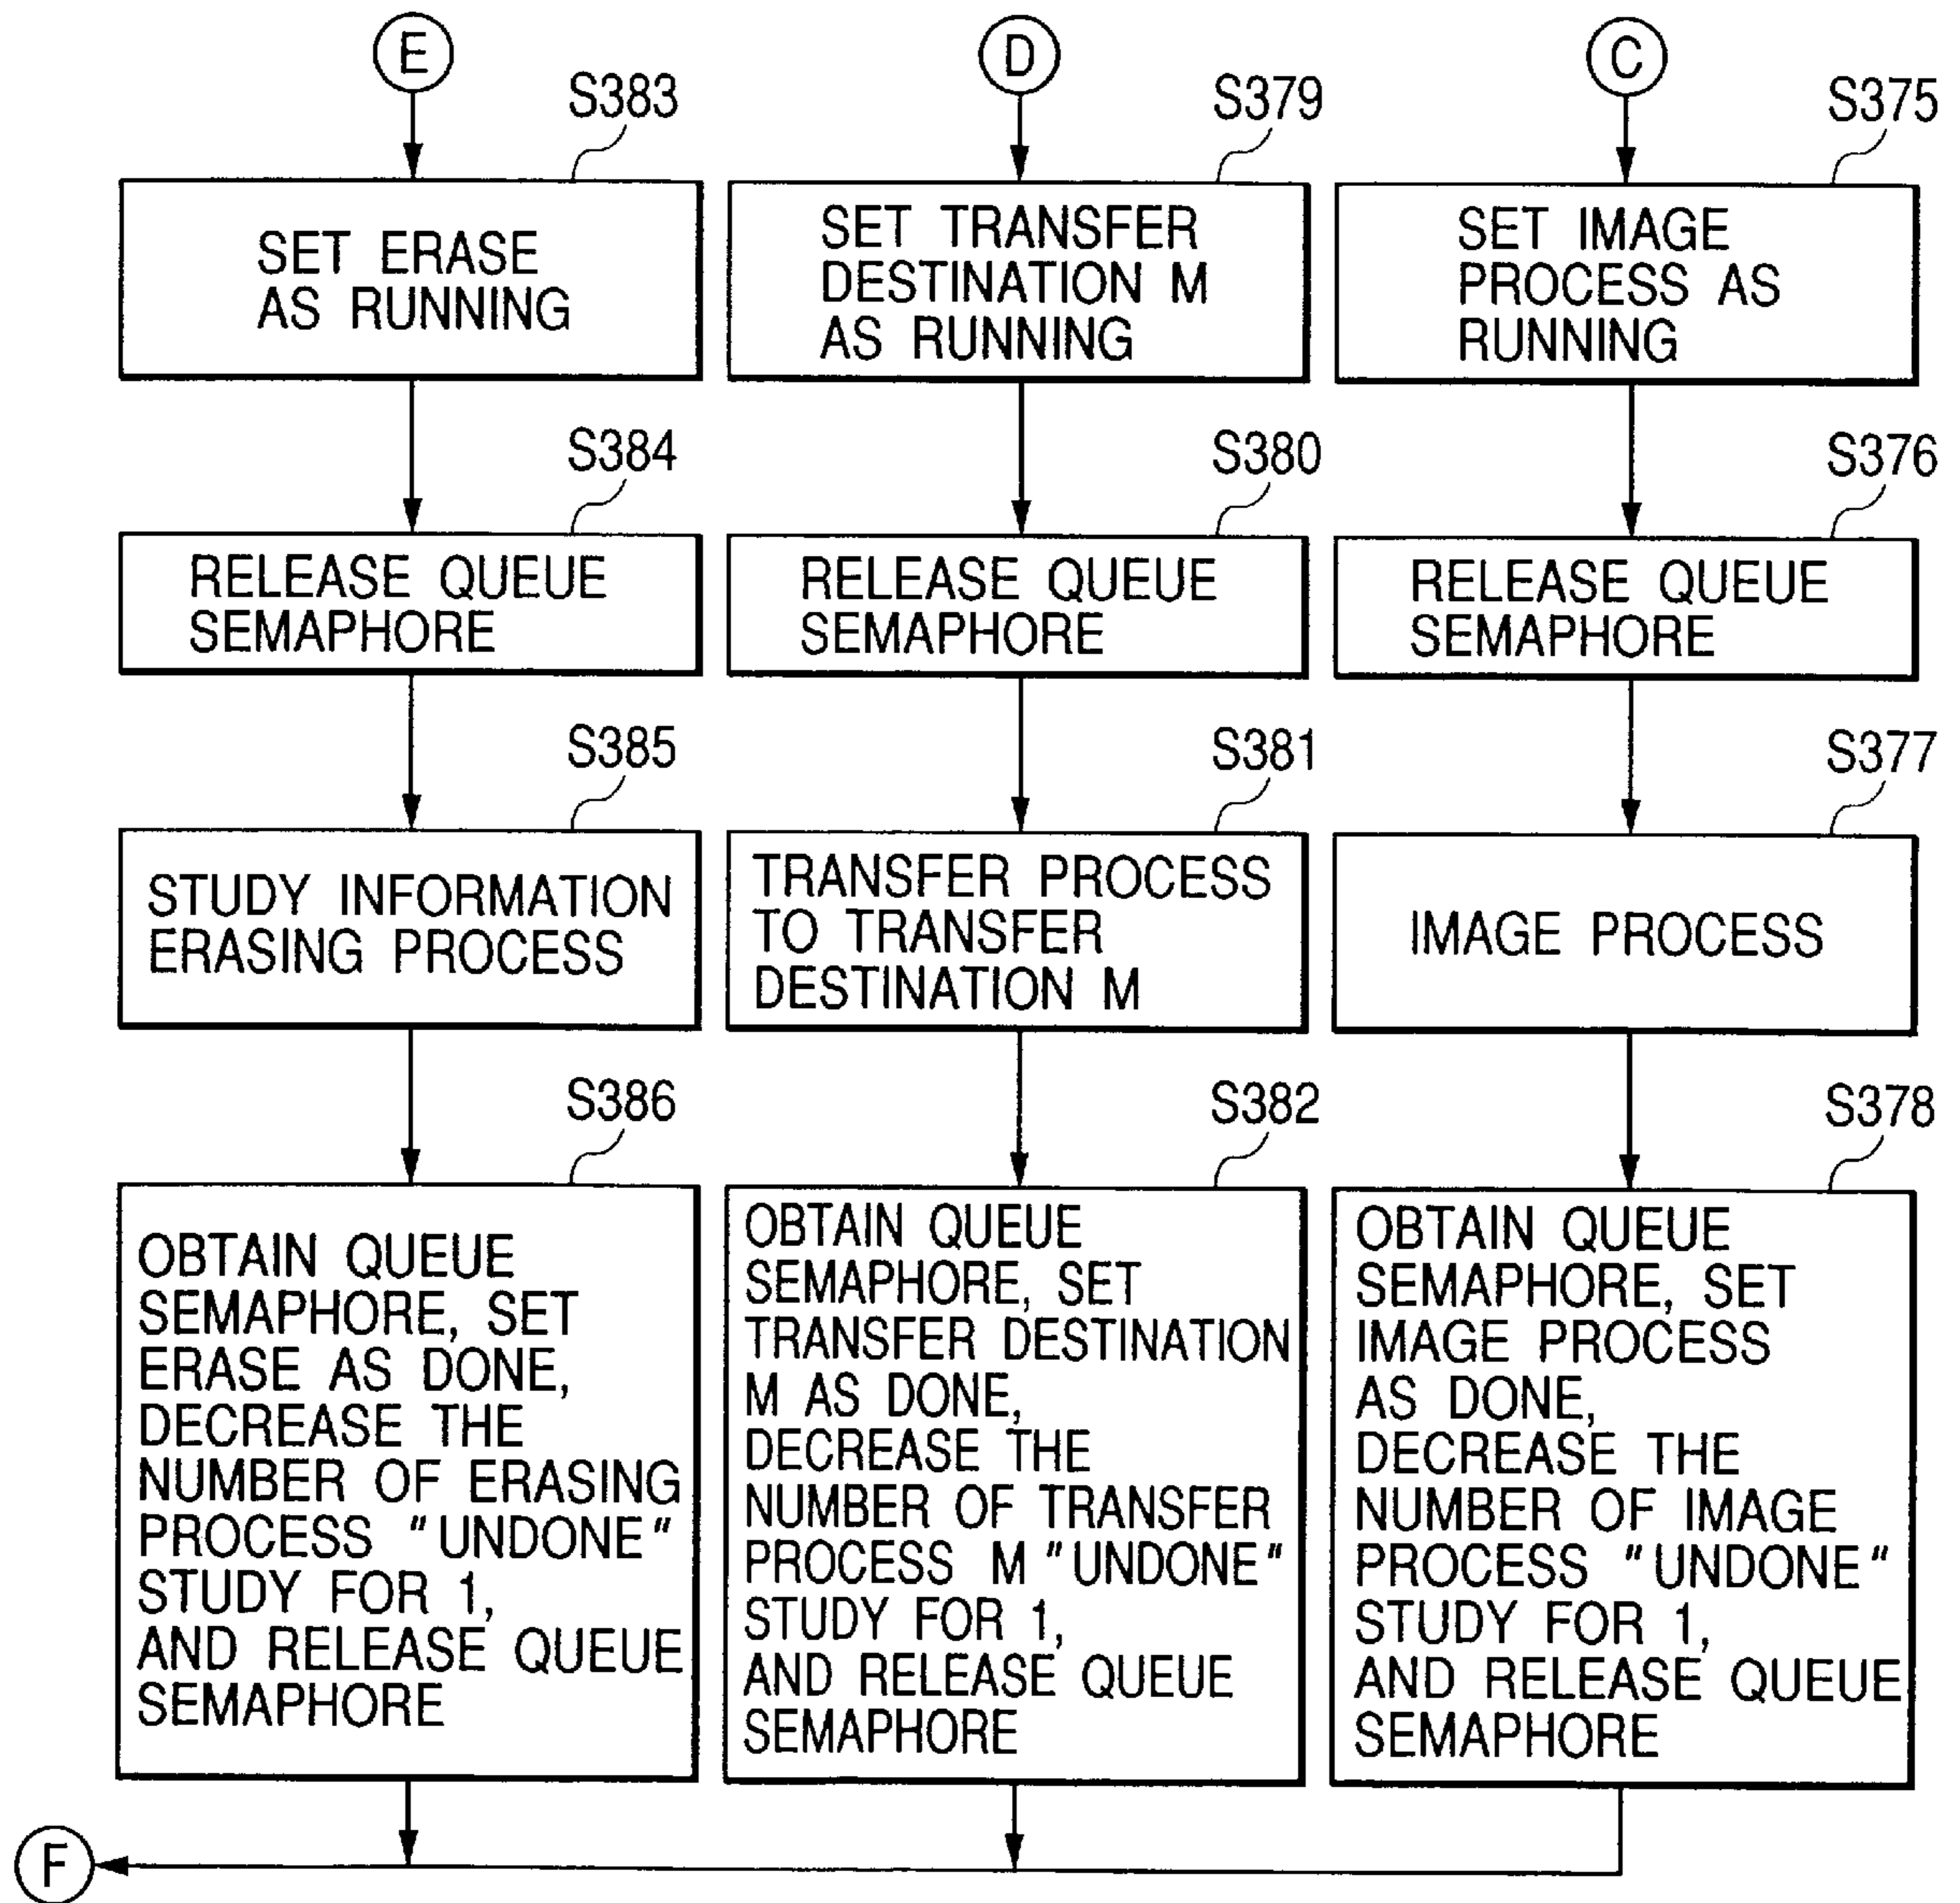 E
S383
SET ERASE
AS RUNNING
S384
RELEASE QUEUE
SEMAPHORE
S385
STUDY INFORMATION
ERASING PROCESS
S386
OBTAIN QUEUE
SEMAPHORE, SET
ERASE AS DONE,
DECREASE THE
NUMBER OF ERASING
PROCESS "UNDONE"
STUDY FOR 1,
AND RELEASE QUEUE
SEMAPHORE
D
S379
SET TRANSFER
DESTINATION M
AS RUNNING
S380
RELEASE QUEUE
SEMAPHORE
S381
TRANSFER PROCESS
TO TRANSFER
DESTINATION M
S382
OBTAIN QUEUE
SEMAPHORE, SET
TRANSFER DESTINATION
M AS DONE,
DECREASE THE
NUMBER OF TRANSFER
PROCESS M "UNDONE"
STUDY FOR 1,
AND RELEASE QUEUE
SEMAPHORE
C
S375
SET IMAGE
PROCESS AS
RUNNING
S376
RELEASE QUEUE
SEMAPHORE
S377
IMAGE PROCESS
S378
OBTAIN QUEUE
SEMAPHORE, SET
IMAGE PROCESS
AS DONE,
DECREASE THE
NUMBER OF IMAGE
PROCESS "UNDONE"
STUDY FOR 1,
AND RELEASE QUEUE
SEMAPHORE
F